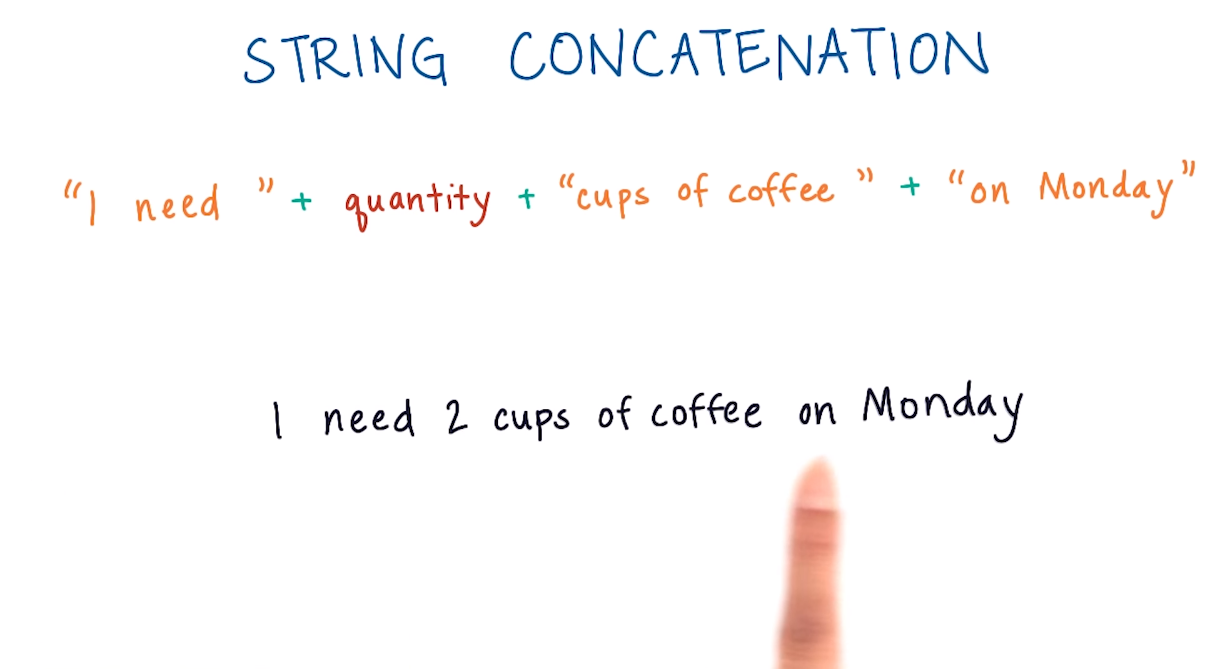 STRING CONCATENATION
“I need ” + quantity + “cups of coffee ” + “on Monday”
I need 2 cups of coffee on Monday